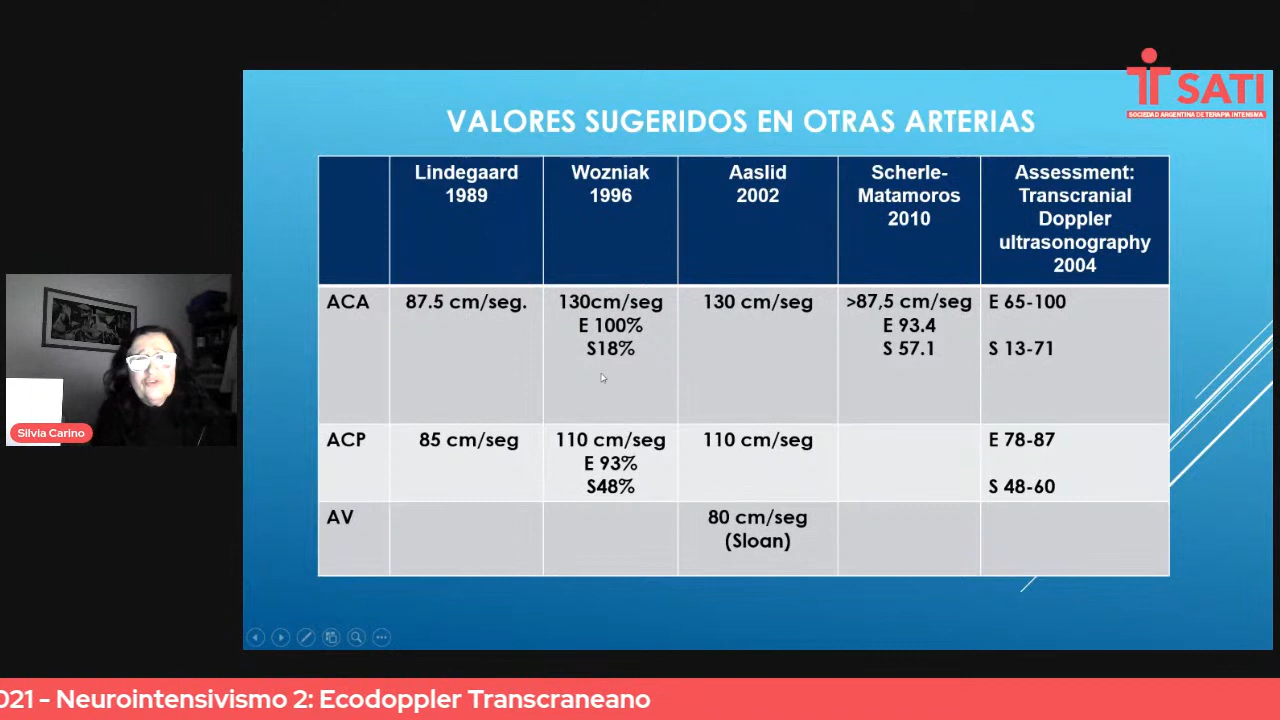 SATI
SOCIEDAD ARGENTINA DE TERAPIA INTENSIVA
VALORES SUGERIDOS EN OTRAS ARTERIAS
Lindegaard
1989
Wozniak
1996
Aaslid
2002
Scherle-
Matamoros
2010
Assessment:
Transcranial
Doppler
ultrasonography
2004
ACA
87.5 cm/seg.
130cm/seg
E 100%
S18%
130 cm/seg
>87,5 cm/seg
E 93.4
S 57.1
E 65-100
S 13-71
ACP
85 cm/seg
110 cm/seg
E 93%
S48%
110 cm/seg
E 78-87
S 48-60
AV
80 cm/seg
(Sloan)
Silvia Carino
021 - Neurointensivismo 2: Ecodoppler Transcraneano